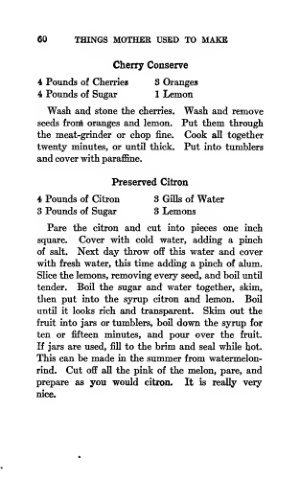 60 THINGS MOTHER USED TO MAKE
Cherry Conserve
4 Pounds of Cherries 3 Oranges
4 Pounds of Sugar 1 Lemon
Wash and stone the cherries. Wash and remove
seeds from oranges and lemon. Put them through
the meat-grinder or chop fine. Cook all together
twenty minutes, or until thick. Put into tumblers
and cover with paraffine.
Preserved Citron
4 Pounds of Citron 3 Gills of Water
3 Pounds of Sugar 3 Lemons
Pare the citron and cut into pieces one inch
square. Cover with cold water, adding a pinch
of salt. Next day throw off this water and cover
with fresh water, this time adding a pinch of alum.
Slice the lemons, removing every seed, and boil until
tender. Boil the sugar and water together, skim,
then put into the syrup citron and lemon. Boil
until it looks rich and transparent. Skim out the
fruit into jars or tumblers, boil down the syrup for
ten or fifteen minutes, and pour over the fruit.
If jars are used, fill to the brim and seal while hot.
This can be made in the summer from watermelon-
rind. Cut off all the pink of the melon, pare, and
prepare as you would citron. It is really very
nice.